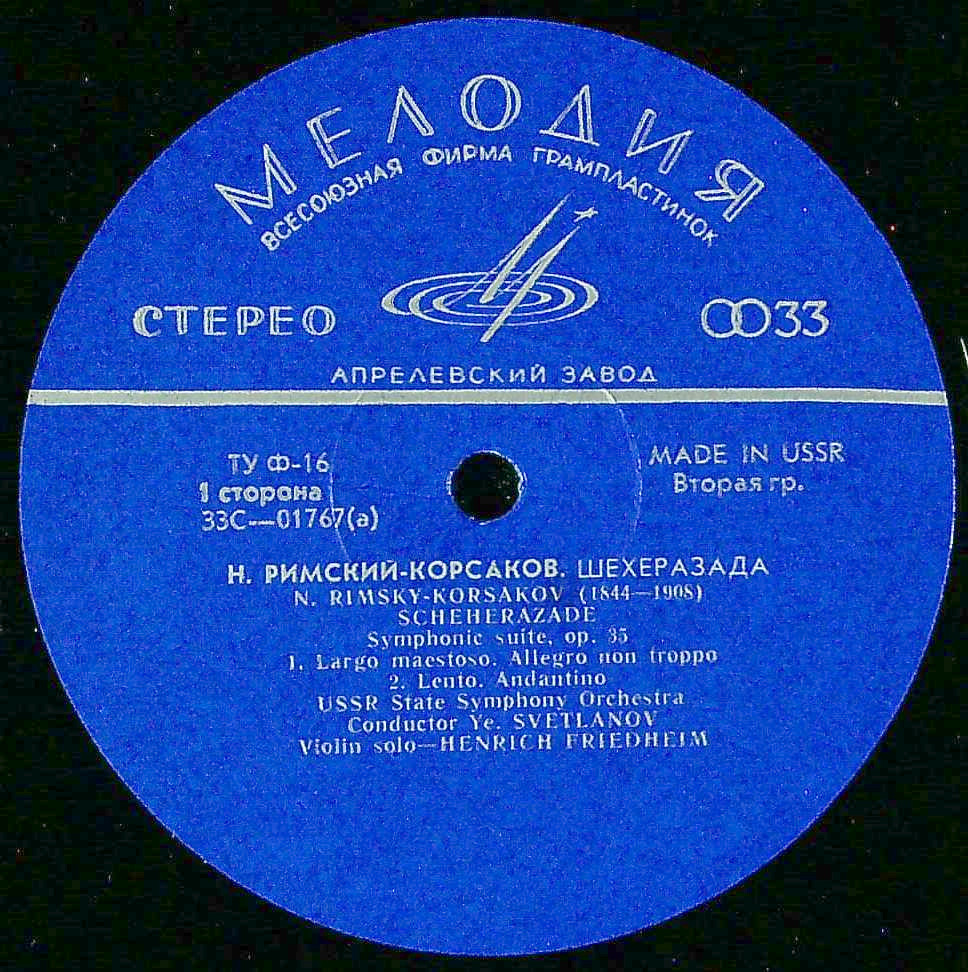 МЕЛОДИЯ
ВСЕСОЮЗНАЯ ФИРМА ГРАМПЛАСТИНОК
СТЕРЕО
ОО33
АПРЕЛЕВСКИЙ ЗАВОД
ТУ Ф-16
1 сторона
33С—01767(а)
MADE IN USSR
Вторая гр.
Н. РИМСКИЙ-КОРСАКОВ. ШЕХЕРАЗАДА
N. RIMSKY-KORSAKOV (1844—1908)
SCHEHERAZADE
Symphonic suite, op. 35
1. Largo maestoso. Allegro non troppo
2. Lento. Andantino
USSR State Symphony Orchestra
Conductor Ye. SVETLANOV
Violin solo—HENRICH FRIEDHEIM